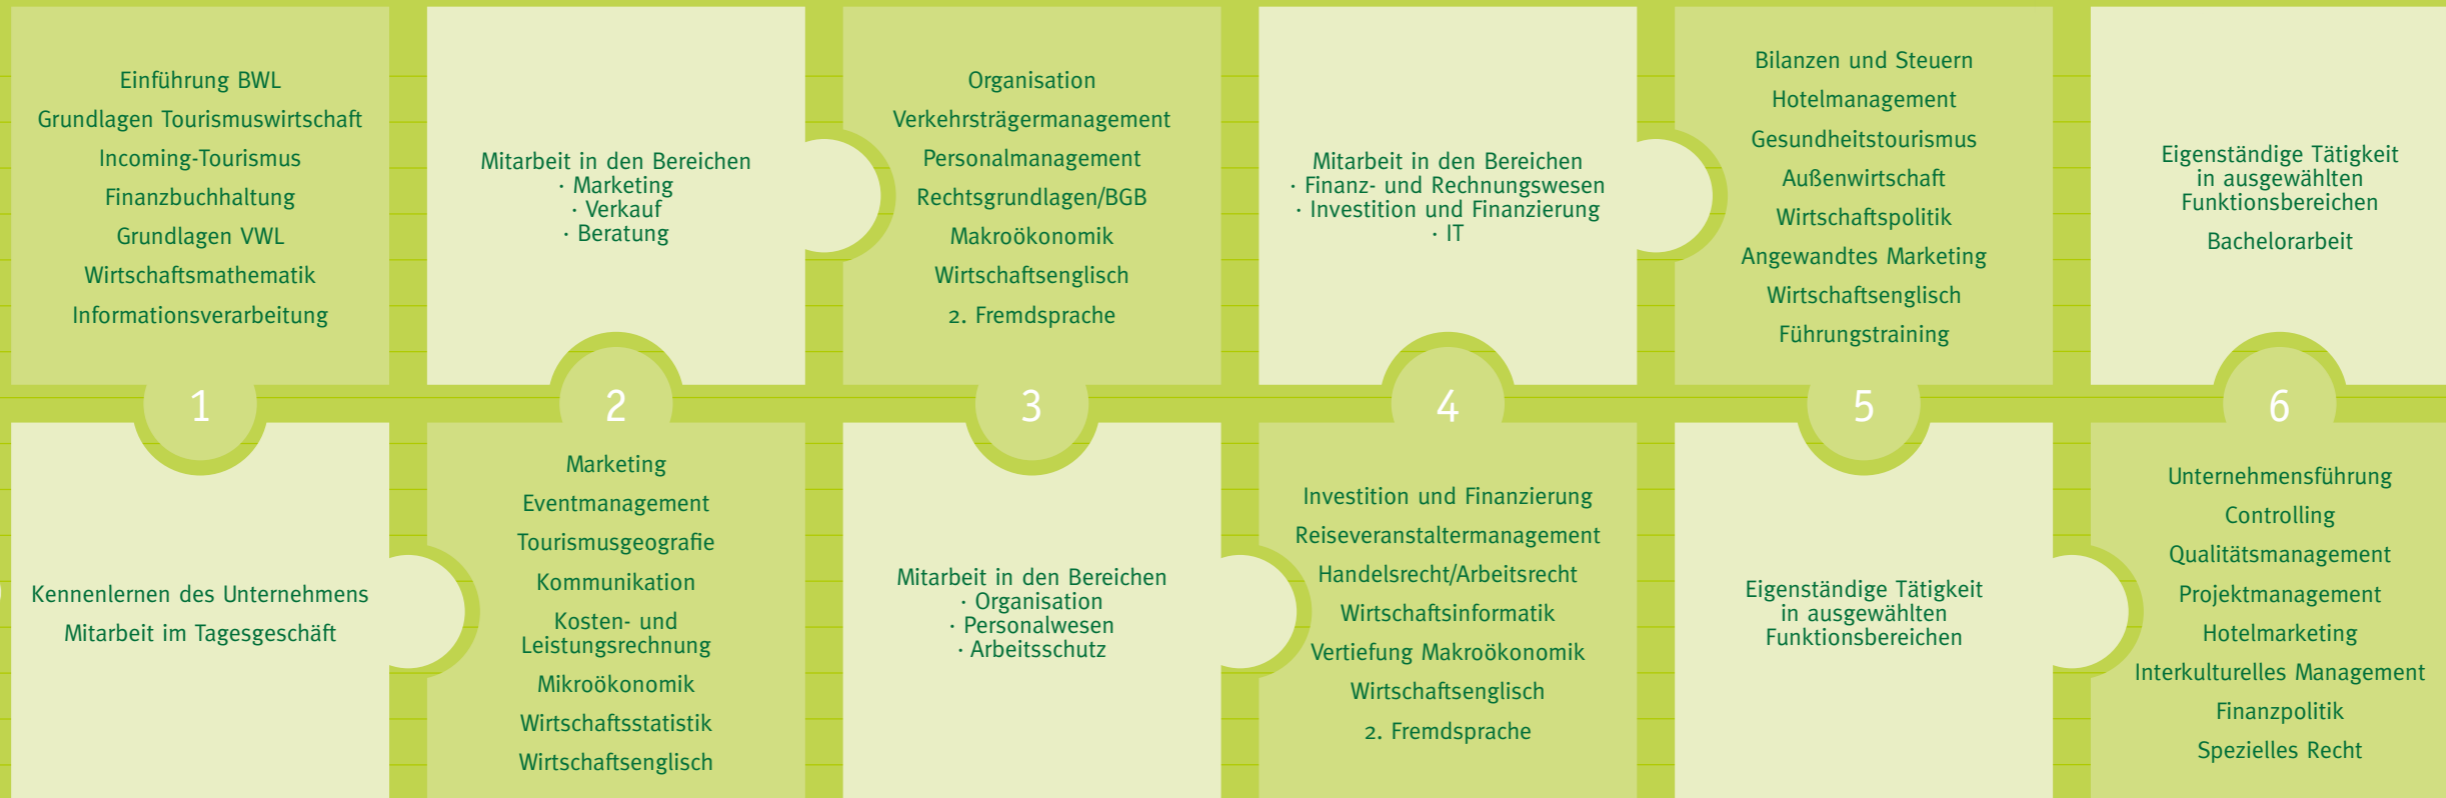 Einführung BWL
Grundlagen Tourismuswirtschaft
Incoming-Tourismus
Finanzbuchhaltung
Grundlagen VWL
Wirtschaftsmathematik
Informationsverarbeitung
1
Kennenlernen des Unternehmens
Mitarbeit im Tagesgeschäft
Mitarbeit in den Bereichen
· Marketing
· Verkauf
· Beratung
2
Marketing
Eventmanagement
Tourismusgeografie
Kommunikation
Kosten- und
Leistungsrechnung
Mikroökonomik
Wirtschaftsstatistik
Wirtschaftsenglisch
Organisation
Verkehrsträgermanagement
Personalmanagement
Rechtsgrundlagen/BGB
Makroökonomik
Wirtschaftsenglisch
2. Fremdsprache
3
Mitarbeit in den Bereichen
· Organisation
· Personalwesen
· Arbeitsschutz
Mitarbeit in den Bereichen
· Finanz- und Rechnungswesen
· Investition und Finanzierung
· IT
4
Investition und Finanzierung
Reiseveranstaltermanagement
Handelsrecht/Arbeitsrecht
Wirtschaftsinformatik
Vertiefung Makroökonomik
Wirtschaftsenglisch
2. Fremdsprache
Bilanzen und Steuern
Hotelmanagement
Gesundheitstourismus
Außenwirtschaft
Wirtschaftspolitik
Angewandtes Marketing
Wirtschaftsenglisch
Führungstraining
5
Eigenständige Tätigkeit
in ausgewählten
Funktionsbereichen
Eigenständige Tätigkeit
in ausgewählten
Funktionsbereichen
Bachelorarbeit
6
Unternehmensführung
Controlling
Qualitätsmanagement
Projektmanagement
Hotelmarketing
Interkulturelles Management
Finanzpolitik
Spezielles Recht